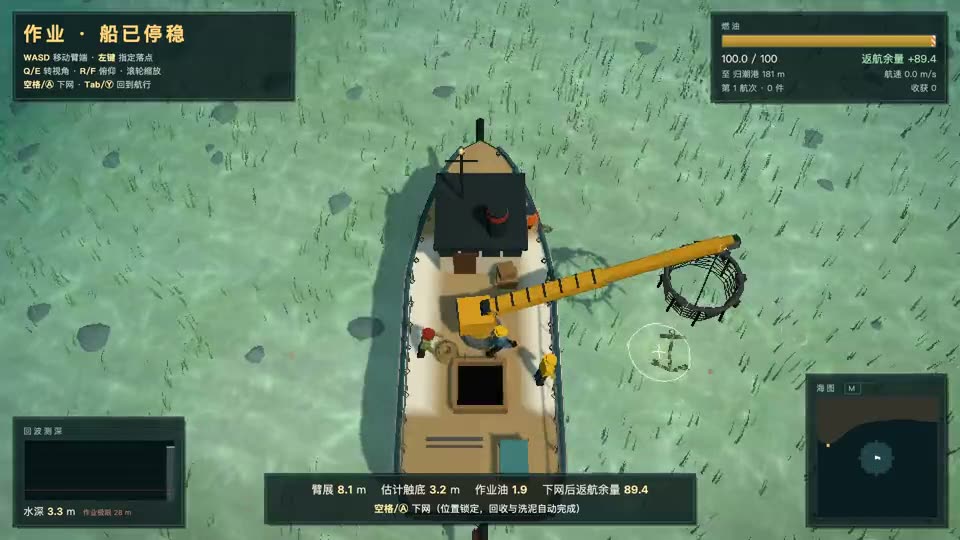 作业 · 船已停稳
WASD 移动臂端 · 左键 指定落点
Q/E 转视角 · R/F 俯仰 · 滚轮缩放
空格/Ⓐ 下网 · Tab/Ⓨ 回到航行
燃油
100.0 / 100 返航余量 +89.4
至 归潮港 181 m 航速 0.0 m/s
第 1 航次 · 0 件 收获 0
回波测深
水深 3.3 m 作业极限 28 m
海图 M
臂展 8.1 m 估计触底 3.2 m 作业油 1.9 下网后返航余量 89.4
空格/Ⓐ 下网（位置锁定，回收与洗泥自动完成）